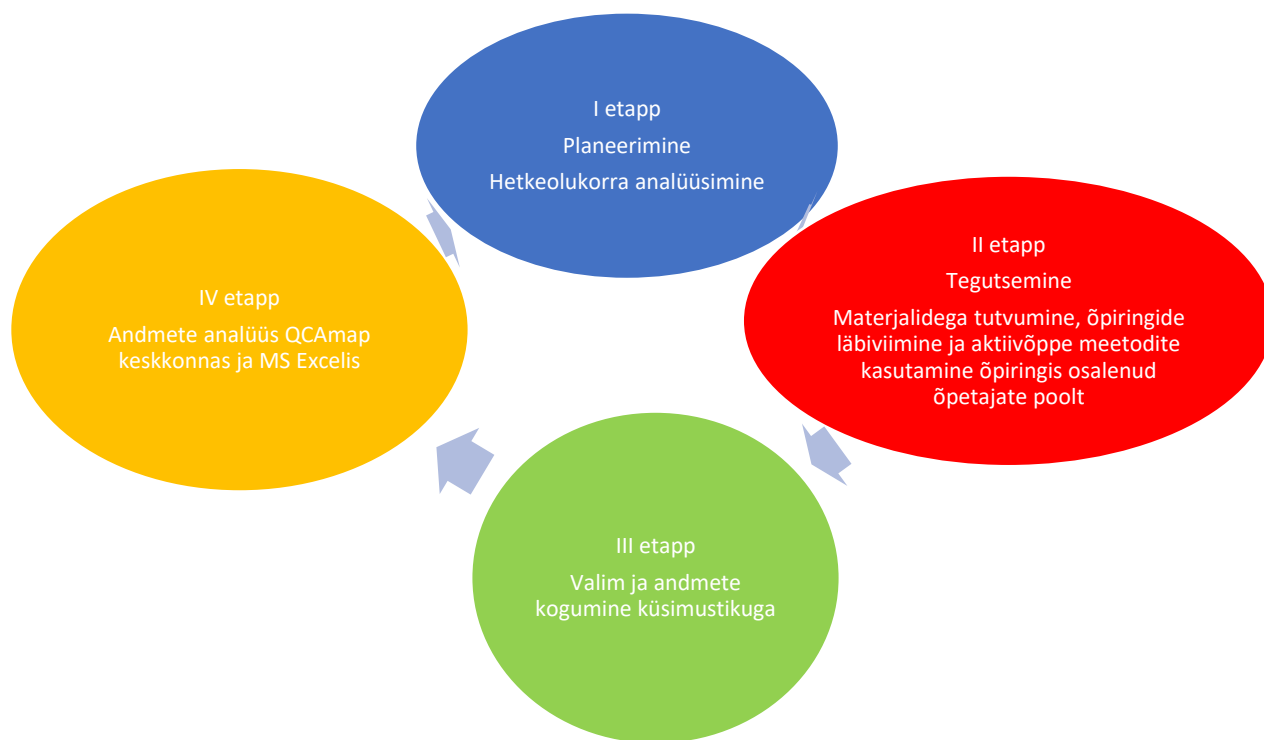 I etapp
Planeerimine
Hetkeolukorra analüüsimine
II etapp
Tegutsemine
Materjalidega tutvumine, õpiringide
läbiviimine ja aktiivõppe meetodite
kasutamine õpiringis osalenud
õpetajate poolt
III etapp
Valim ja andmete
kogumine küsimustikuga
IV etapp
Andmete analüüs QCAmap
keskkonnas ja MS Excelis